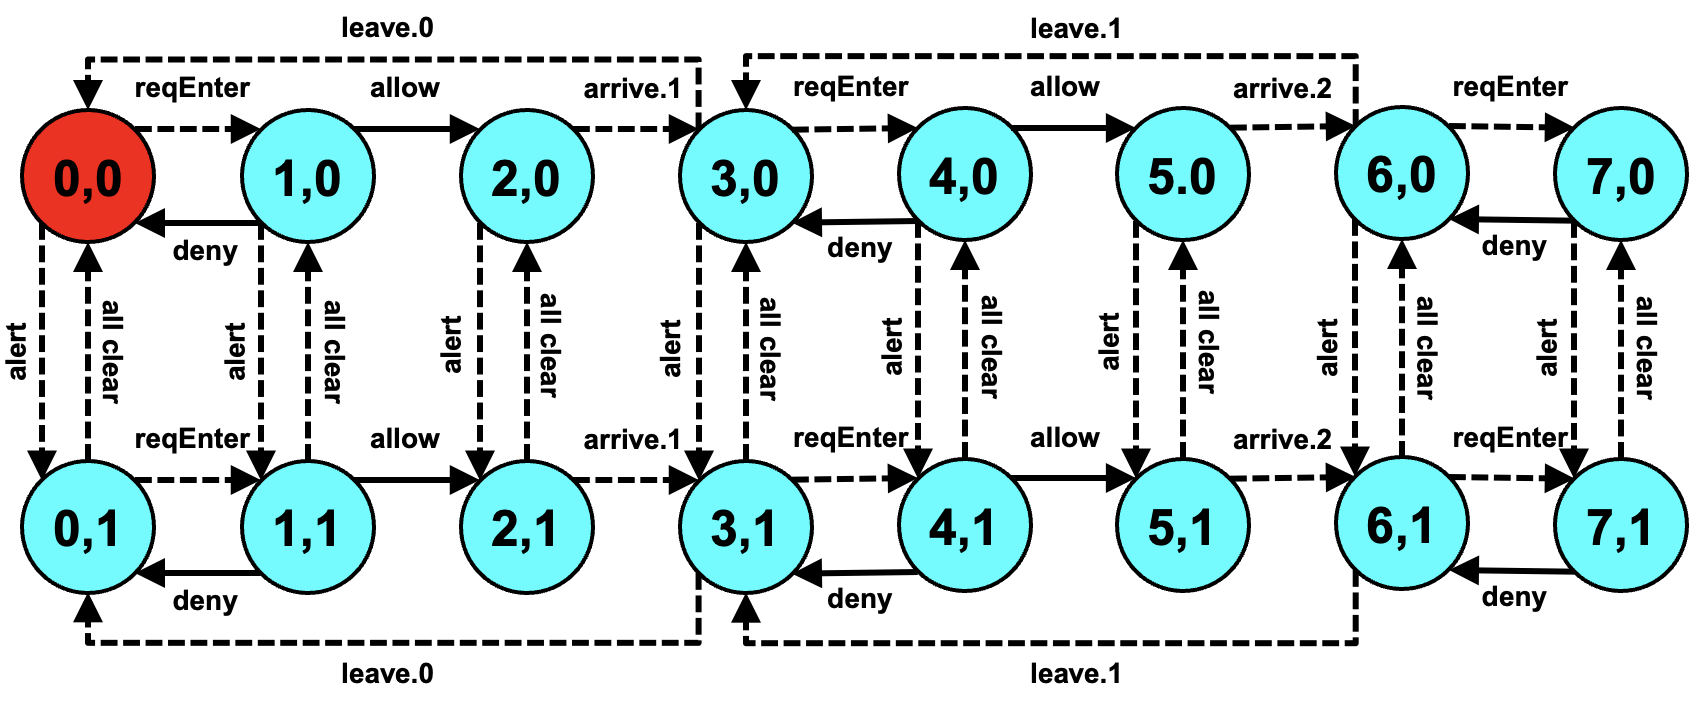 leave.0
leave.1
reqEnter
allow
arrive.1
reqEnter
allow
arrive.2
reqEnter
0,0
1,0
2,0
3,0
4,0
5.0
6,0
7,0
deny
deny
deny
alert
all clear
alert
all clear
alert
all clear
alert
all clear
alert
all clear
alert
all clear
alert
all clear
alert
all clear
reqEnter
allow
arrive.1
reqEnter
allow
arrive.2
reqEnter
0,1
1,1
2,1
3,1
4,1
5,1
6,1
7,1
deny
deny
deny
leave.0
leave.1